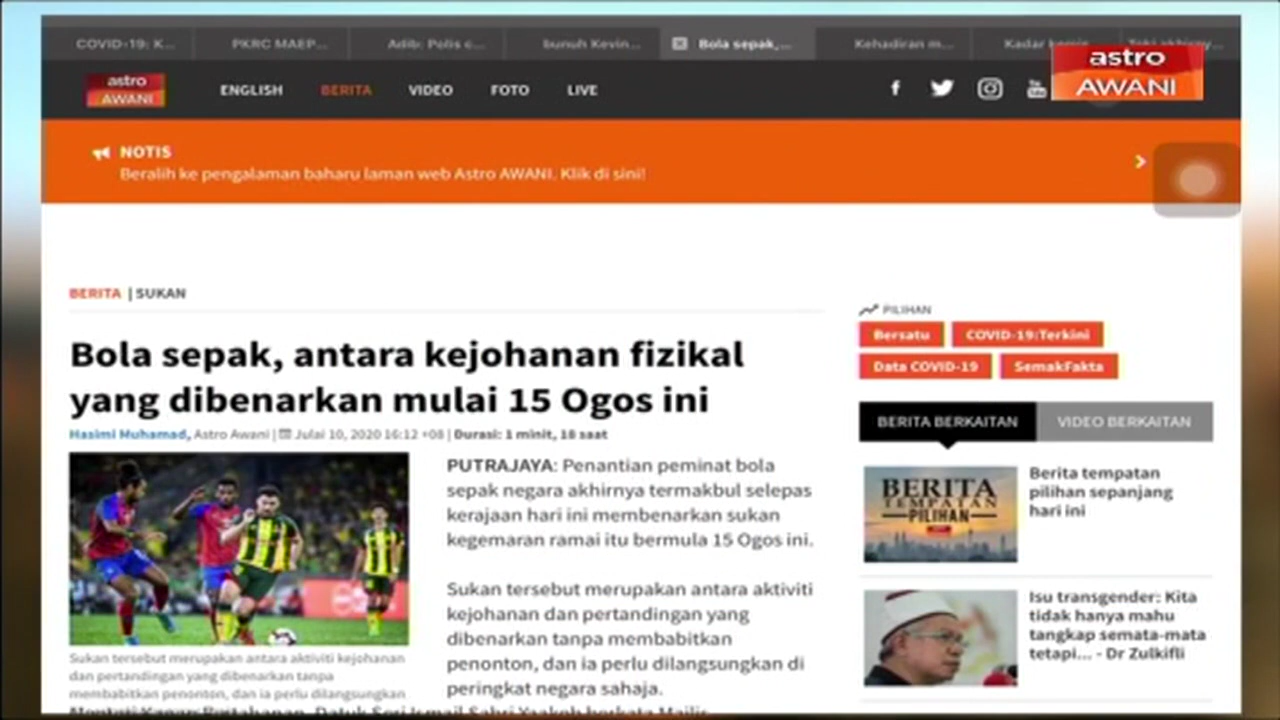 COVID-19: K...
PKRC MAEP...
Adib: Polis c...
bunuh Kevin...
Bola sepak,...
Kehadiran m...
Kadar
astro
AWANI
astro
AWANI
ENGLISH
BERITA
VIDEO
FOTO
LIVE
NOTIS
Beralih ke pengalaman baharu laman web Astro AWANI. Klik di sini!
BERITA | SUKAN
Bola sepak, antara kejohanan fizikal
yang dibenarkan mulai 15 Ogos ini
Hasimi Muhamad, Astro Awani | Julai 10, 2020 16:12 +08 | Durasi: 1 minit, 18 saat
PUTRAJAYA: Penantian peminat bola
sepak negara akhirnya termakbul selepas
kerajaan hari ini membenarkan sukan
kegemaran ramai itu bermula 15 Ogos ini.
Sukan tersebut merupakan antara aktiviti
kejohanan dan pertandingan yang
dibenarkan tanpa membabitkan
penonton, dan ia perlu dilangsungkan di
peringkat negara sahaja.
Sukan tersebut merupakan antara aktiviti kejohanan
dan pertandingan yang dibenarkan tanpa
membabitkan penonton, dan ia perlu dilangsungkan
PILIHAN
Bersatu
COVID-19:Terkini
Data COVID-19
SemakFakta
BERITA BERKAITAN
VIDEO BERKAITAN
BERITA
TEMPATAN
PILIHAN
Berita tempatan
pilihan sepanjang
hari ini
Isu transgender: Kita
tidak hanya mahu
tangkap semata-mata
tetapi... - Dr Zulkifli